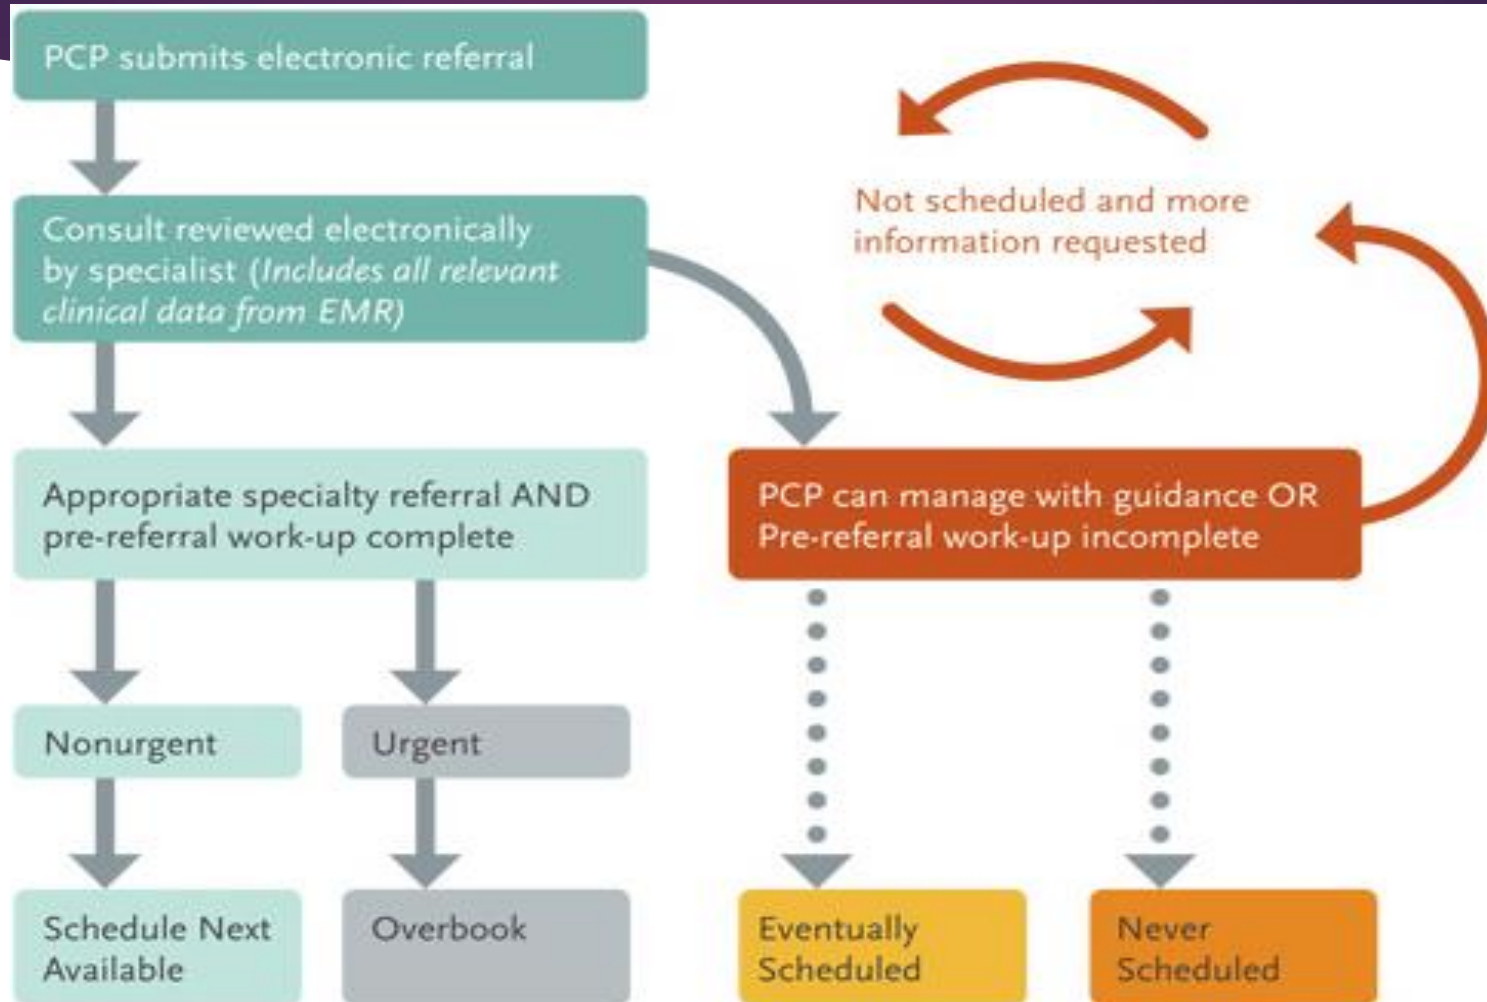 PCP submits electronic referral
Consult reviewed electronically
by specialist (Includes all relevant
clinical data from EMR)
Not scheduled and more
information requested
Appropriate specialty referral AND
pre-referral work-up complete
PCP can manage with guidance OR
Pre-referral work-up incomplete
Nonurgent
Urgent
Schedule Next
Available
Overbook
Eventually
Scheduled
Never
Scheduled